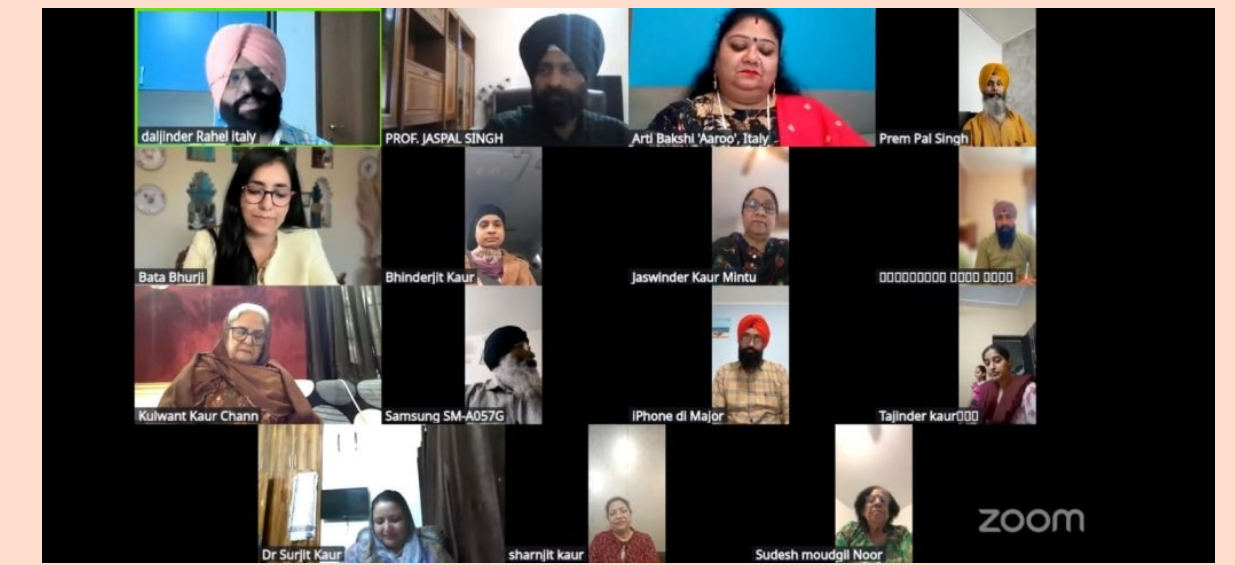 daljinder Rahel italy
PROF. JASPAL SINGH
Arti Bakshi 'Aaroo', Italy
Prem Pal Singh
Bata Bhurji
Bhinderjit Kaur
Jaswinder Kaur Mintu
Kulwant Kaur Chann
Samsung SM-A057G
iPhone di Major
Tajinder kaur
Dr Surjit Kaur
sharnjit kaur
Sudesh moudgil Noor
zoom